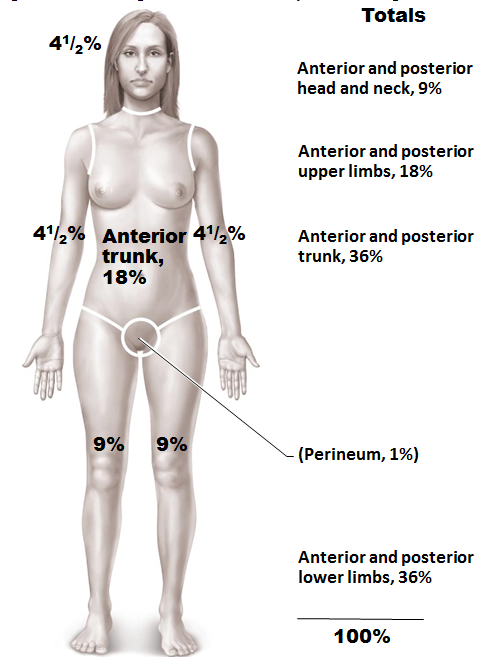 Totals
4¹/₂%
Anterior and posterior
head and neck, 9%
Anterior and posterior
upper limbs, 18%
4¹/₂%
Anterior
trunk,
18%
4¹/₂%
Anterior and posterior
trunk, 36%
9%
9%
(Perineum, 1%)
Anterior and posterior
lower limbs, 36%
100%